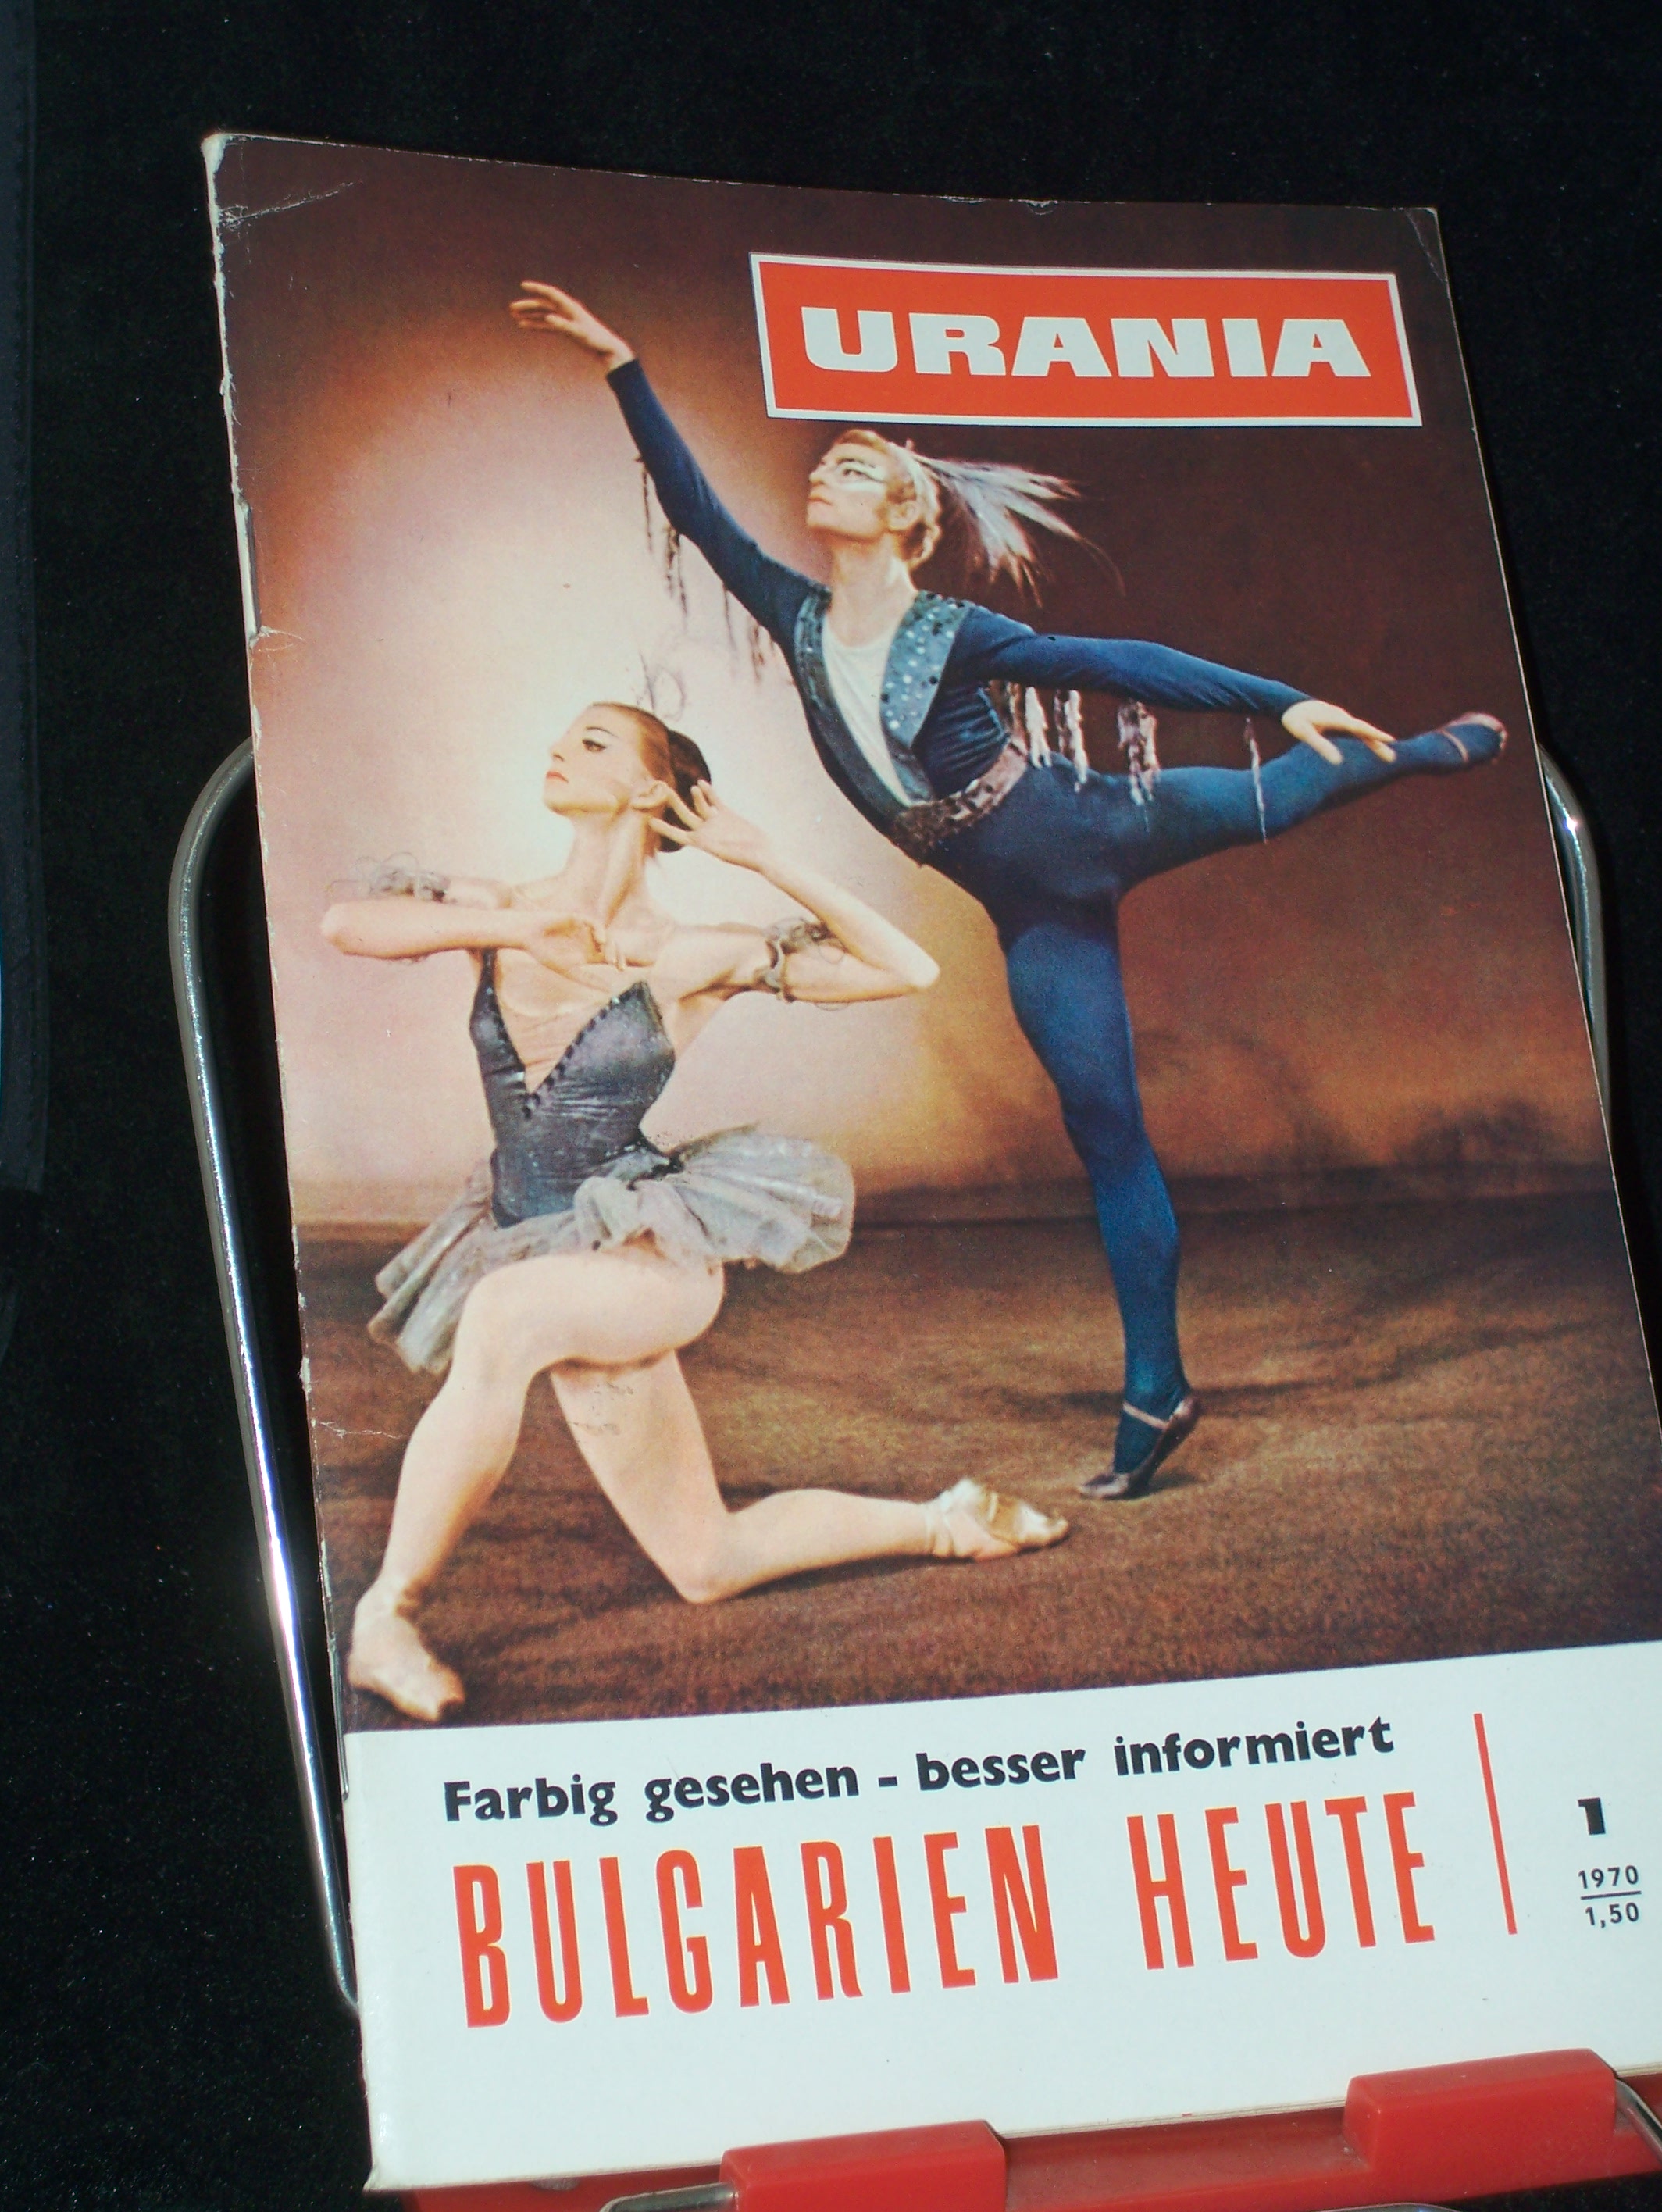 URANIA
Farbig gesehen - besser informiert
BULGARIEN HEUTE
1
1970
1,50